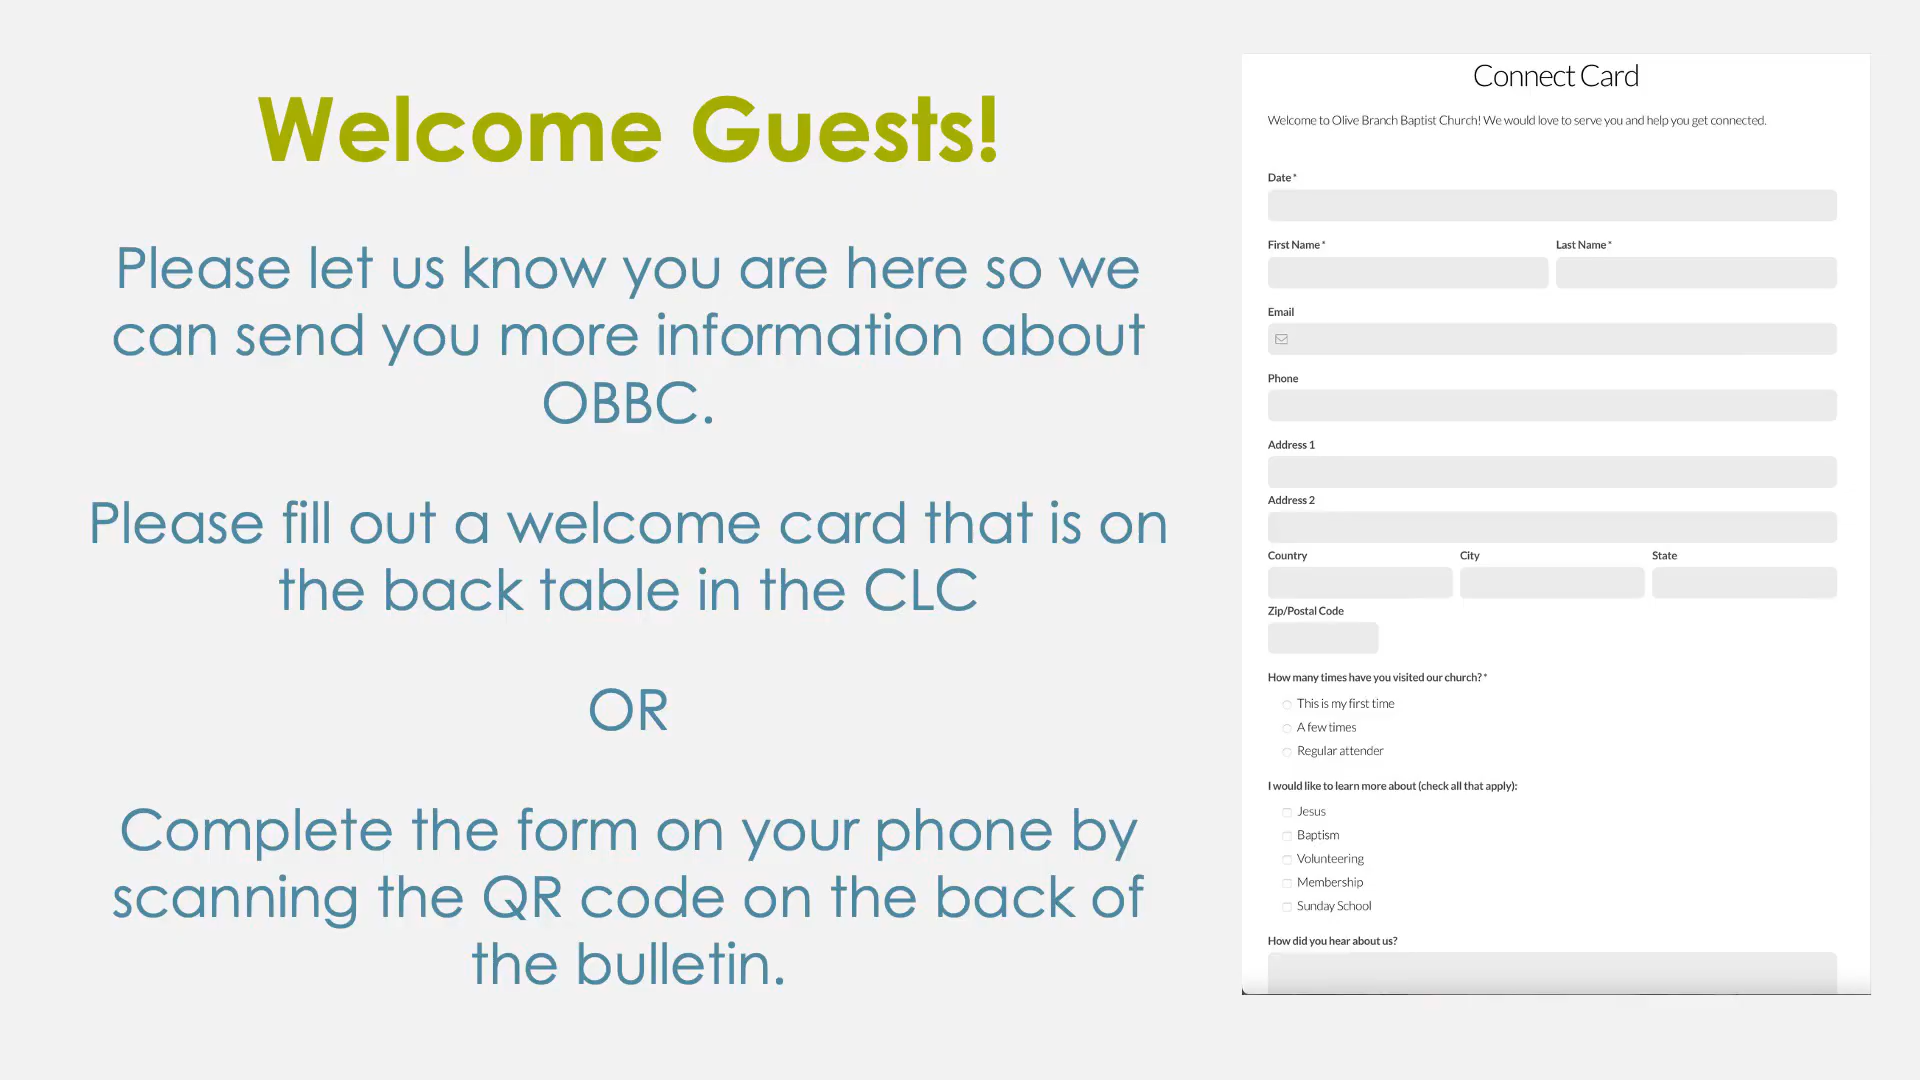 Welcome Guests!
Please let us know you are here so we
can send you more information about
OBBC.
Please fill out a welcome card that is on
the back table in the CLC
OR
Complete the form on your phone by
scanning the QR code on the back of
the bulletin.
Connect Card
Welcome to Olive Branch Baptist Church! We would love to serve you and help you get connected.
Date *
First Name * Last Name *
Email
Phone
Address 1
Address 2
Country City State
Zip/Postal Code
How many times have you visited our church? *
This is my first time
A few times
Regular attender
I would like to learn more about (check all that apply):
Jesus
Baptism
Volunteering
Membership
Sunday School
How did you hear about us?